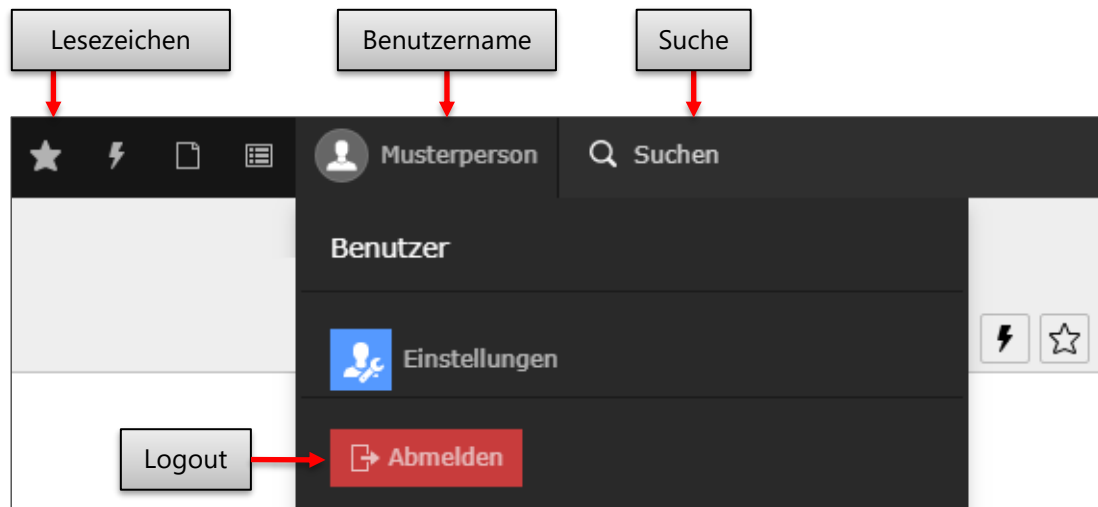 Lesezeichen
Benutzername
Suche
Musterperson
Suchen
Benutzer
Einstellungen
Logout
Abmelden